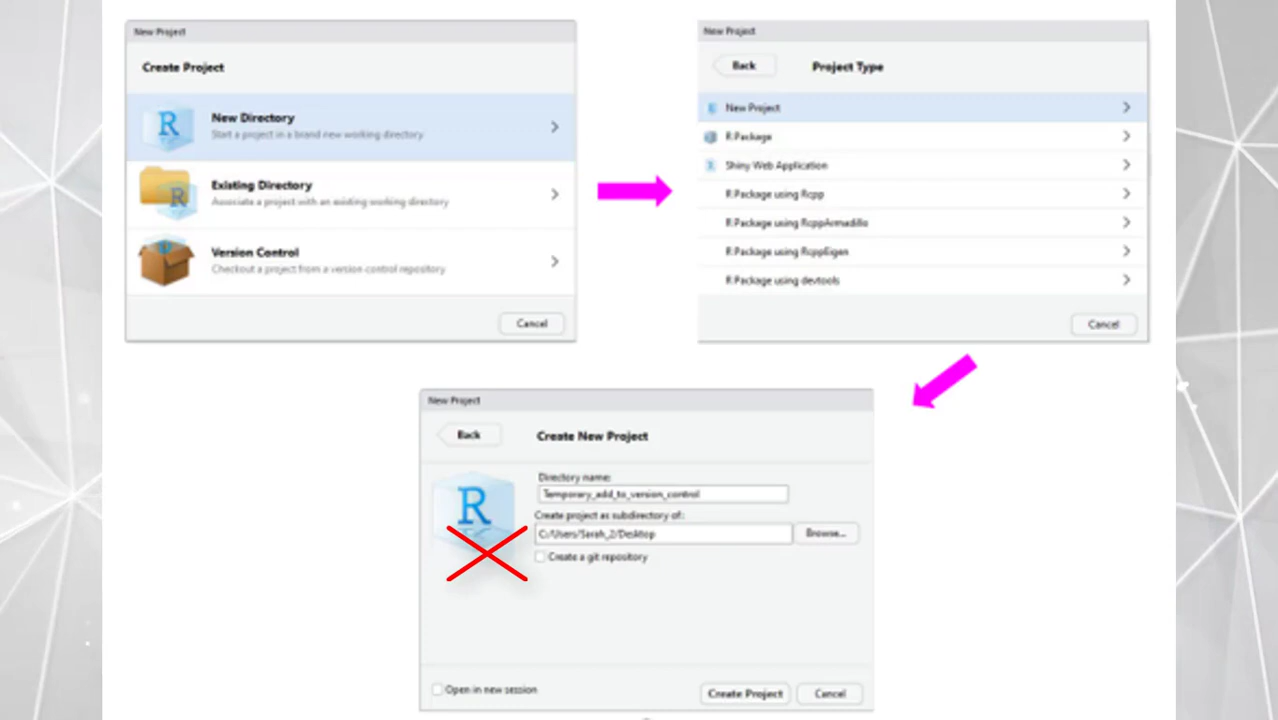 New Project
Create Project
R
New Directory
Start a project in a brand new working directory
R
Existing Directory
Associate a project with an existing working directory
Version Control
Checkout a project from a version control repository
Cancel
New Project
Back
Project Type
New Project
R Package
Shiny Web Application
R Package using Rcpp
R Package using RcppArmadillo
R Package using RcppEigen
R Package using devtools
Cancel
New Project
Back
Create New Project
R
Directory name:
Temporary_add_to_version_control
Create project as subdirectory of:
C:/Users/Sarah_2/Desktop
Browse...
Create a git repository
Open in new session
Create Project
Cancel